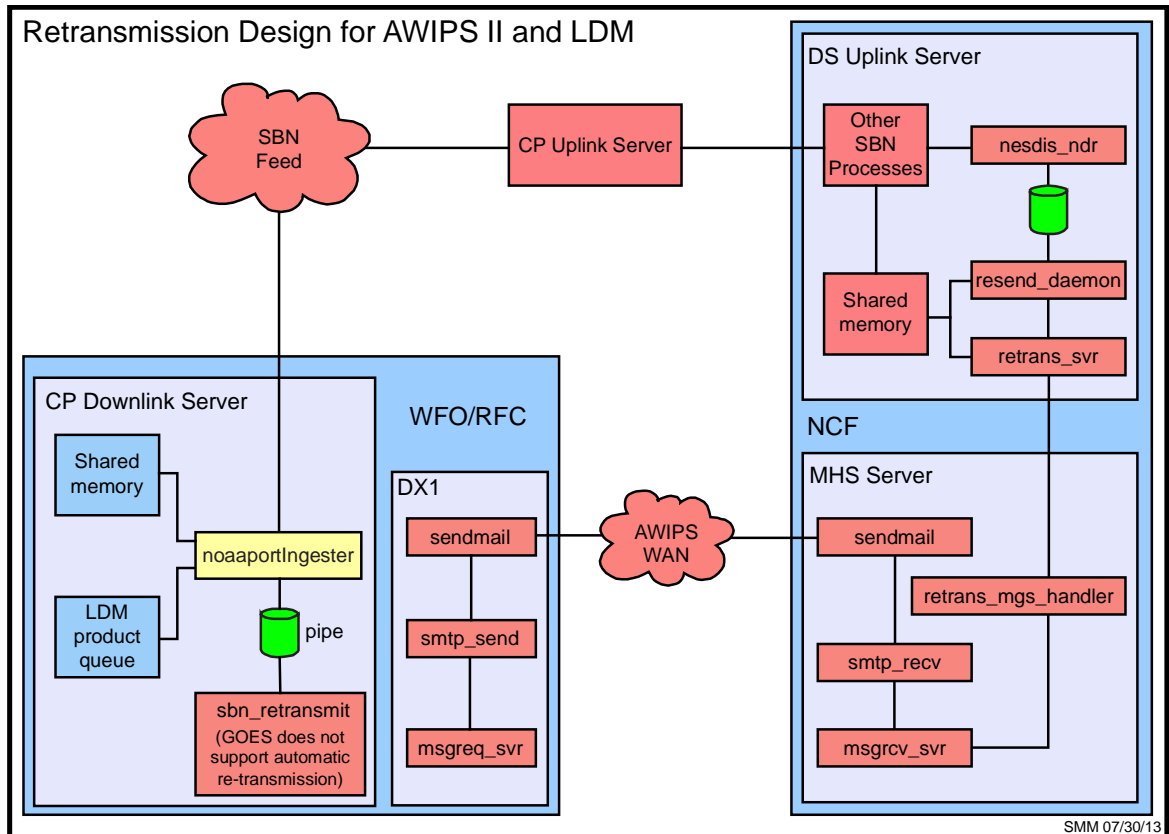 Retransmission Design for AWIPS II and LDM
SBN
Feed
CP Uplink Server
DS Uplink Server
Other
SBN
Processes
nesdis_ndr
Shared
memory
resend_daemon
retrans_svr
NCF
MHS Server
sendmail
retrans_mgs_handler
smtp_recv
msgrcv_svr
AWIPS
WAN
WFO/RFC
CP Downlink Server
Shared
memory
noaaportIngester
LDM
product
queue
pipe
sbn_retransmit
(GOES does not
support automatic
re-transmission)
DX1
sendmail
smtp_send
msgreq_svr
SMM 07/30/13